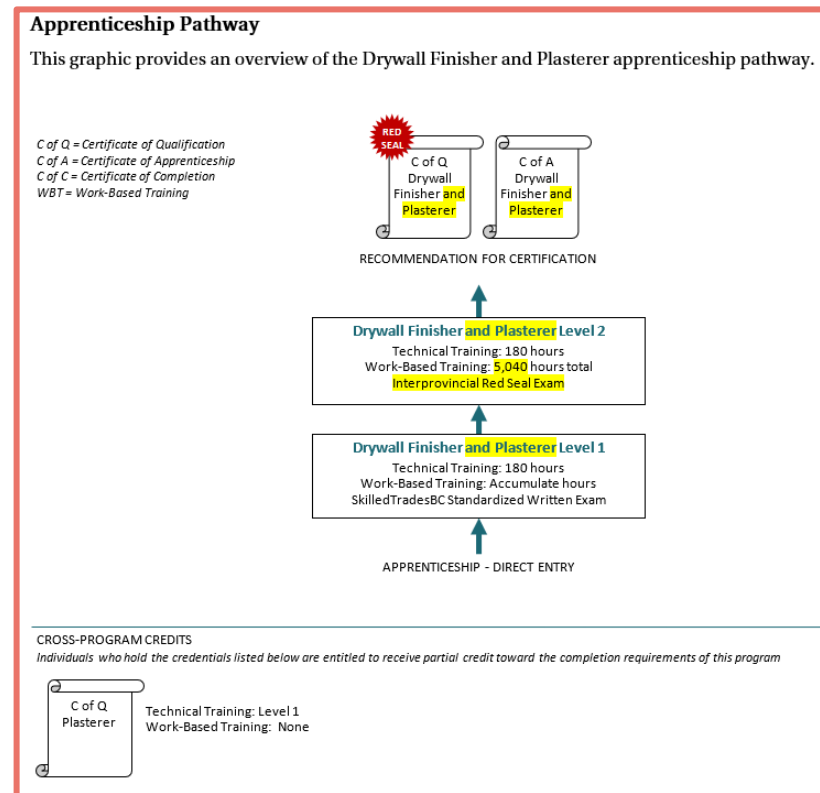 Apprenticeship Pathway
This graphic provides an overview of the Drywall Finisher and Plasterer apprenticeship pathway.
C of Q = Certificate of Qualification
C of A = Certificate of Apprenticeship
C of C = Certificate of Completion
WBT = Work-Based Training
RED
SEAL
C of Q
Drywall
Finisher and
Plasterer
C of A
Drywall
Finisher and
Plasterer
RECOMMENDATION FOR CERTIFICATION
Drywall Finisher and Plasterer Level 2
Technical Training: 180 hours
Work-Based Training: 5,040 hours total
Interprovincial Red Seal Exam
Drywall Finisher and Plasterer Level 1
Technical Training: 180 hours
Work-Based Training: Accumulate hours
SkilledTradesBC Standardized Written Exam
APPRENTICESHIP - DIRECT ENTRY
CROSS-PROGRAM CREDITS
Individuals who hold the credentials listed below are entitled to receive partial credit toward the completion requirements of this program
C of Q
Plasterer
Technical Training: Level 1
Work-Based Training: None